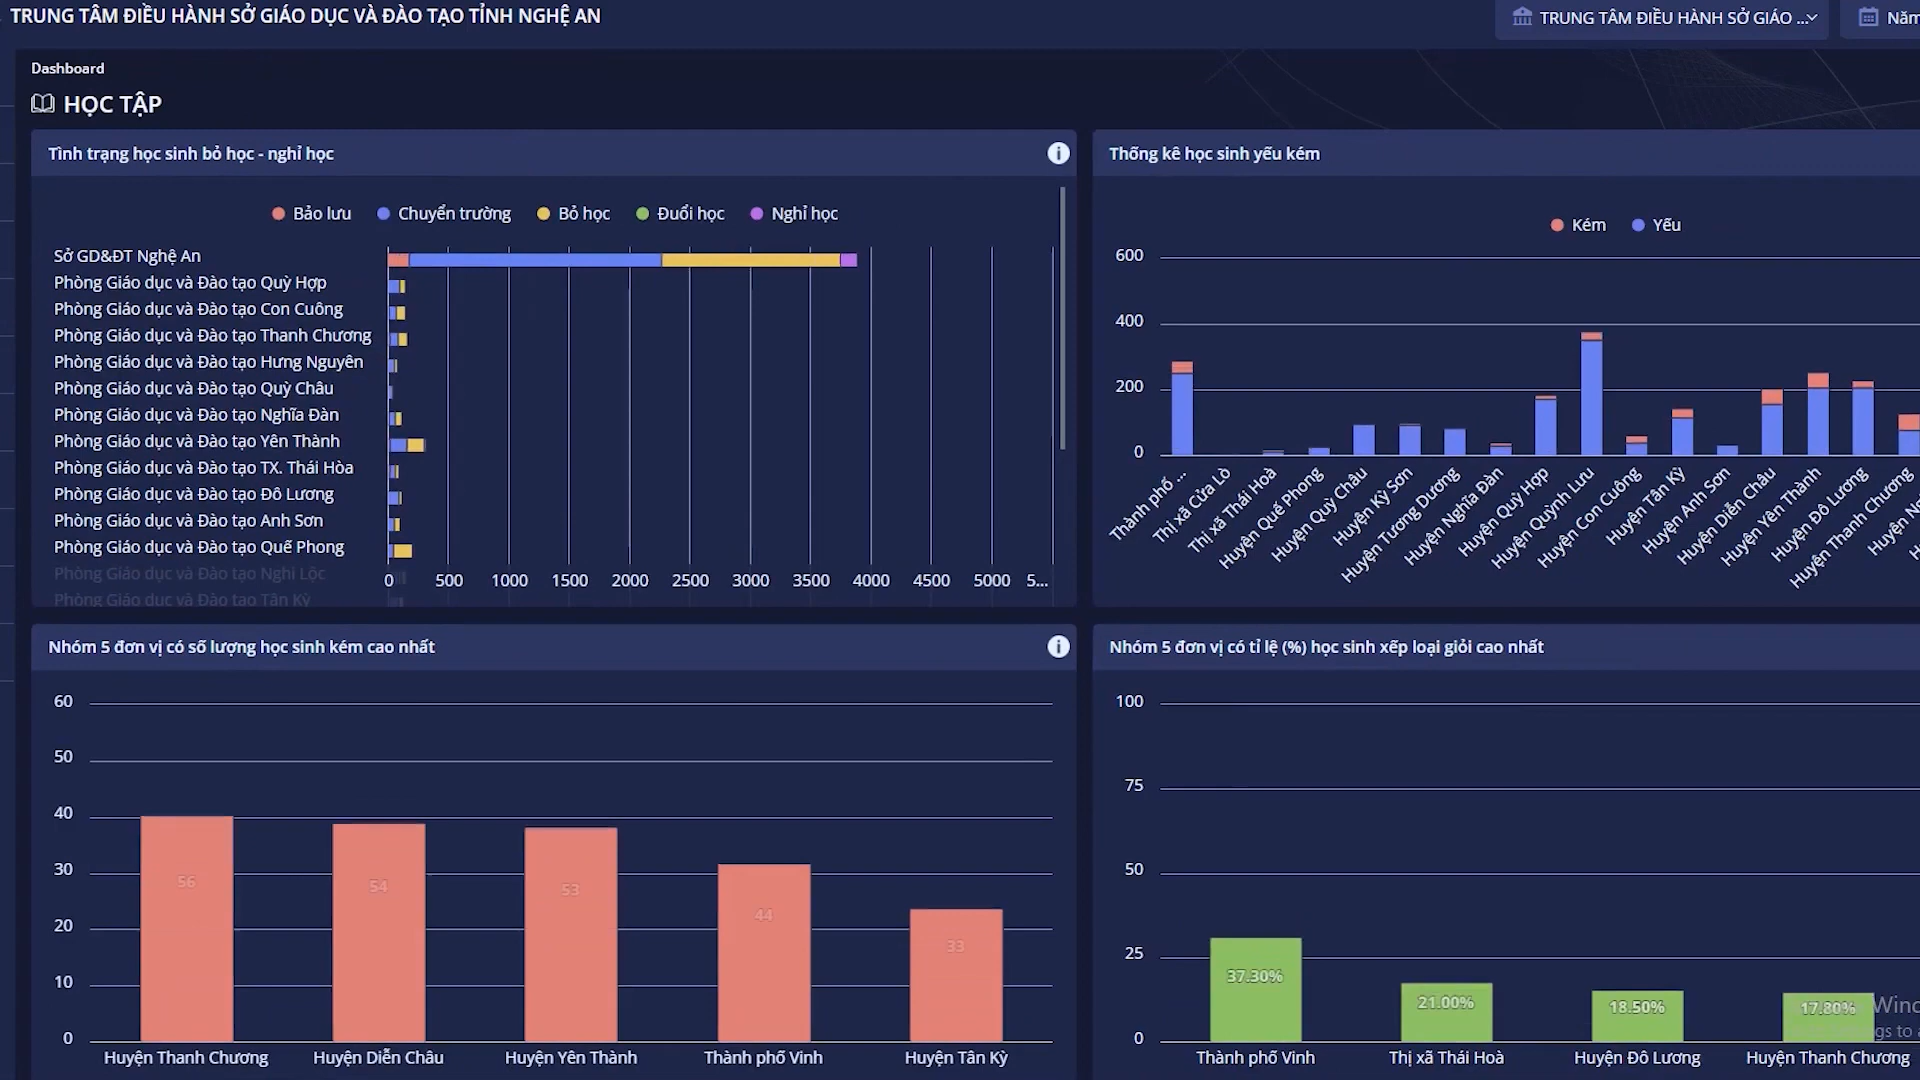 TRUNG TÂM ĐIỀU HÀNH SỞ GIÁO DỤC VÀ ĐÀO TẠO TỈNH NGHỆ AN
TRUNG TÂM ĐIỀU HÀNH SỞ GIÁO ...
Năm
Dashboard
HỌC TẬP
Tình trạng học sinh bỏ học - nghỉ học
Bảo lưu
Chuyển trường
Bỏ học
Đuổi học
Nghỉ học
Sở GD&ĐT Nghệ An
Phòng Giáo dục và Đào tạo Quỳ Hợp
Phòng Giáo dục và Đào tạo Con Cuông
Phòng Giáo dục và Đào tạo Thanh Chương
Phòng Giáo dục và Đào tạo Hưng Nguyên
Phòng Giáo dục và Đào tạo Quỳ Châu
Phòng Giáo dục và Đào tạo Nghĩa Đàn
Phòng Giáo dục và Đào tạo Yên Thành
Phòng Giáo dục và Đào tạo TX. Thái Hòa
Phòng Giáo dục và Đào tạo Đô Lương
Phòng Giáo dục và Đào tạo Anh Sơn
Phòng Giáo dục và Đào tạo Quế Phong
Phòng Giáo dục và Đào tạo Nghi Lộc
Phòng Giáo dục và Đào tạo Tân Kỳ
0 500 1000 1500 2000 2500 3000 3500 4000 4500 5000 5...
Thống kê học sinh yếu kém
Kém
Yếu
600
400
200
0
Thành phố ...
Thị xã Cửa Lò
Thị xã Thái Hoà
Huyện Quế Phong
Huyện Quỳ Châu
Huyện Kỳ Sơn
Huyện Tương Dương
Huyện Nghĩa Đàn
Huyện Quỳ Hợp
Huyện Quỳnh Lưu
Huyện Con Cuông
Huyện Tân Kỳ
Huyện Anh Sơn
Huyện Diễn Châu
Huyện Yên Thành
Huyện Đô Lương
Huyện Thanh Chương
Nhóm 5 đơn vị có số lượng học sinh kém cao nhất
60
50
40
30
20
10
0
56
54
53
44
33
Huyện Thanh Chương
Huyện Diễn Châu
Huyện Yên Thành
Thành phố Vinh
Huyện Tân Kỳ
Nhóm 5 đơn vị có tỉ lệ (%) học sinh xếp loại giỏi cao nhất
100
75
50
25
0
37.30%
21.00%
18.50%
17.80%
Thành phố Vinh
Thị xã Thái Hoà
Huyện Đô Lương
Huyện Thanh Chương